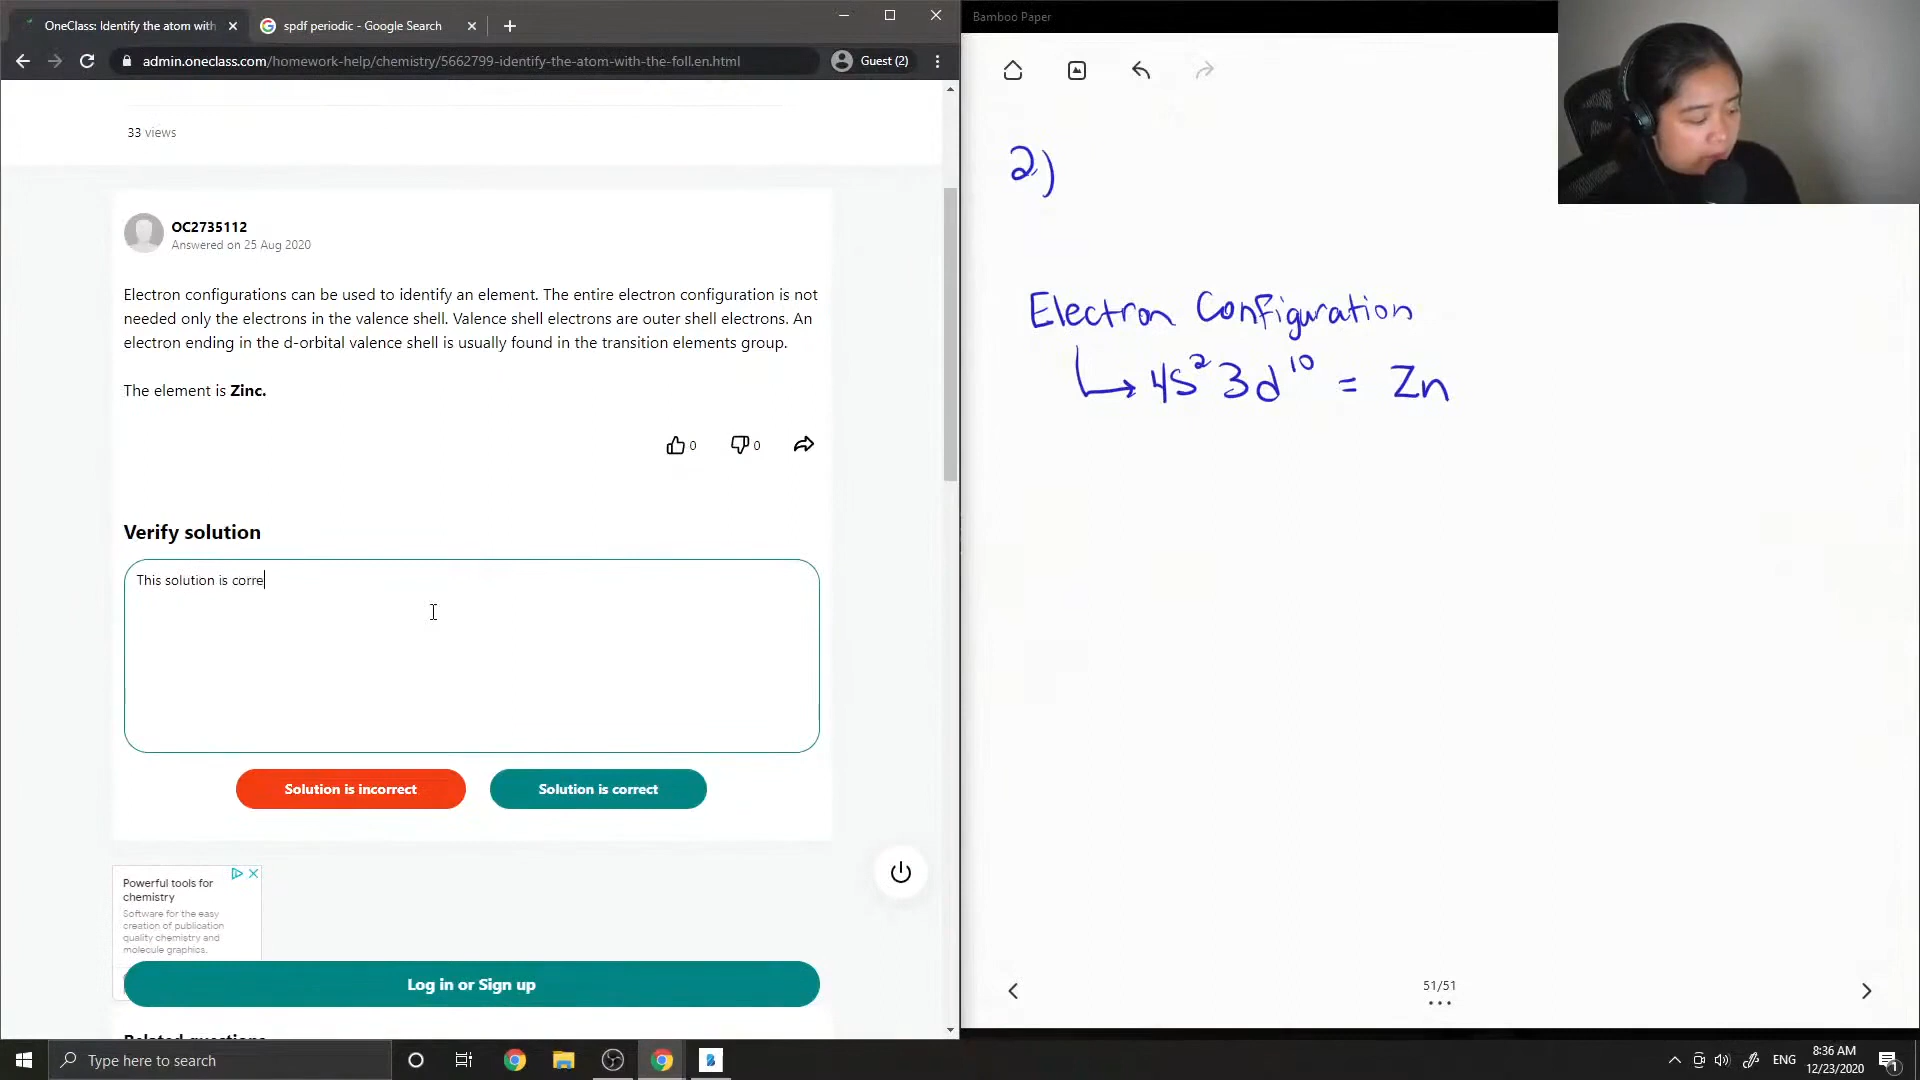 OneClass: Identify the atom with
spdf periodic - Google Search
admin.oneclass.com/homework-help/chemistry/5662799-identify-the-atom-with-the-foll.en.html
Guest (2)
33 views
OC2735112
Answered on 25 Aug 2020
Electron configurations can be used to identify an element. The entire electron configuration is not
needed only the electrons in the valence shell. Valence shell electrons are outer shell electrons. An
electron ending in the d-orbital valence shell is usually found in the transition elements group.
The element is Zinc.
0
0
Verify solution
This solution is corre
Solution is incorrect
Solution is correct
Powerful tools for
chemistry
Software for the easy
creation of publication
quality chemistry and
molecule graphics.
Log in or Sign up
Related questions
Bamboo Paper
2)
Electron Configuration
4s² 3d¹⁰ = Zn
51/51
Type here to search
ENG
8:36 AM
12/23/2020
1